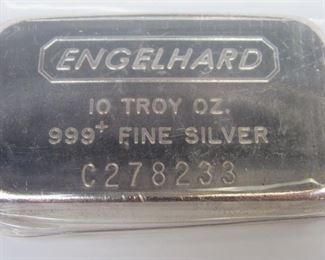 ENGELHARD
10 TROY OZ.
999+ FINE SILVER
C278233